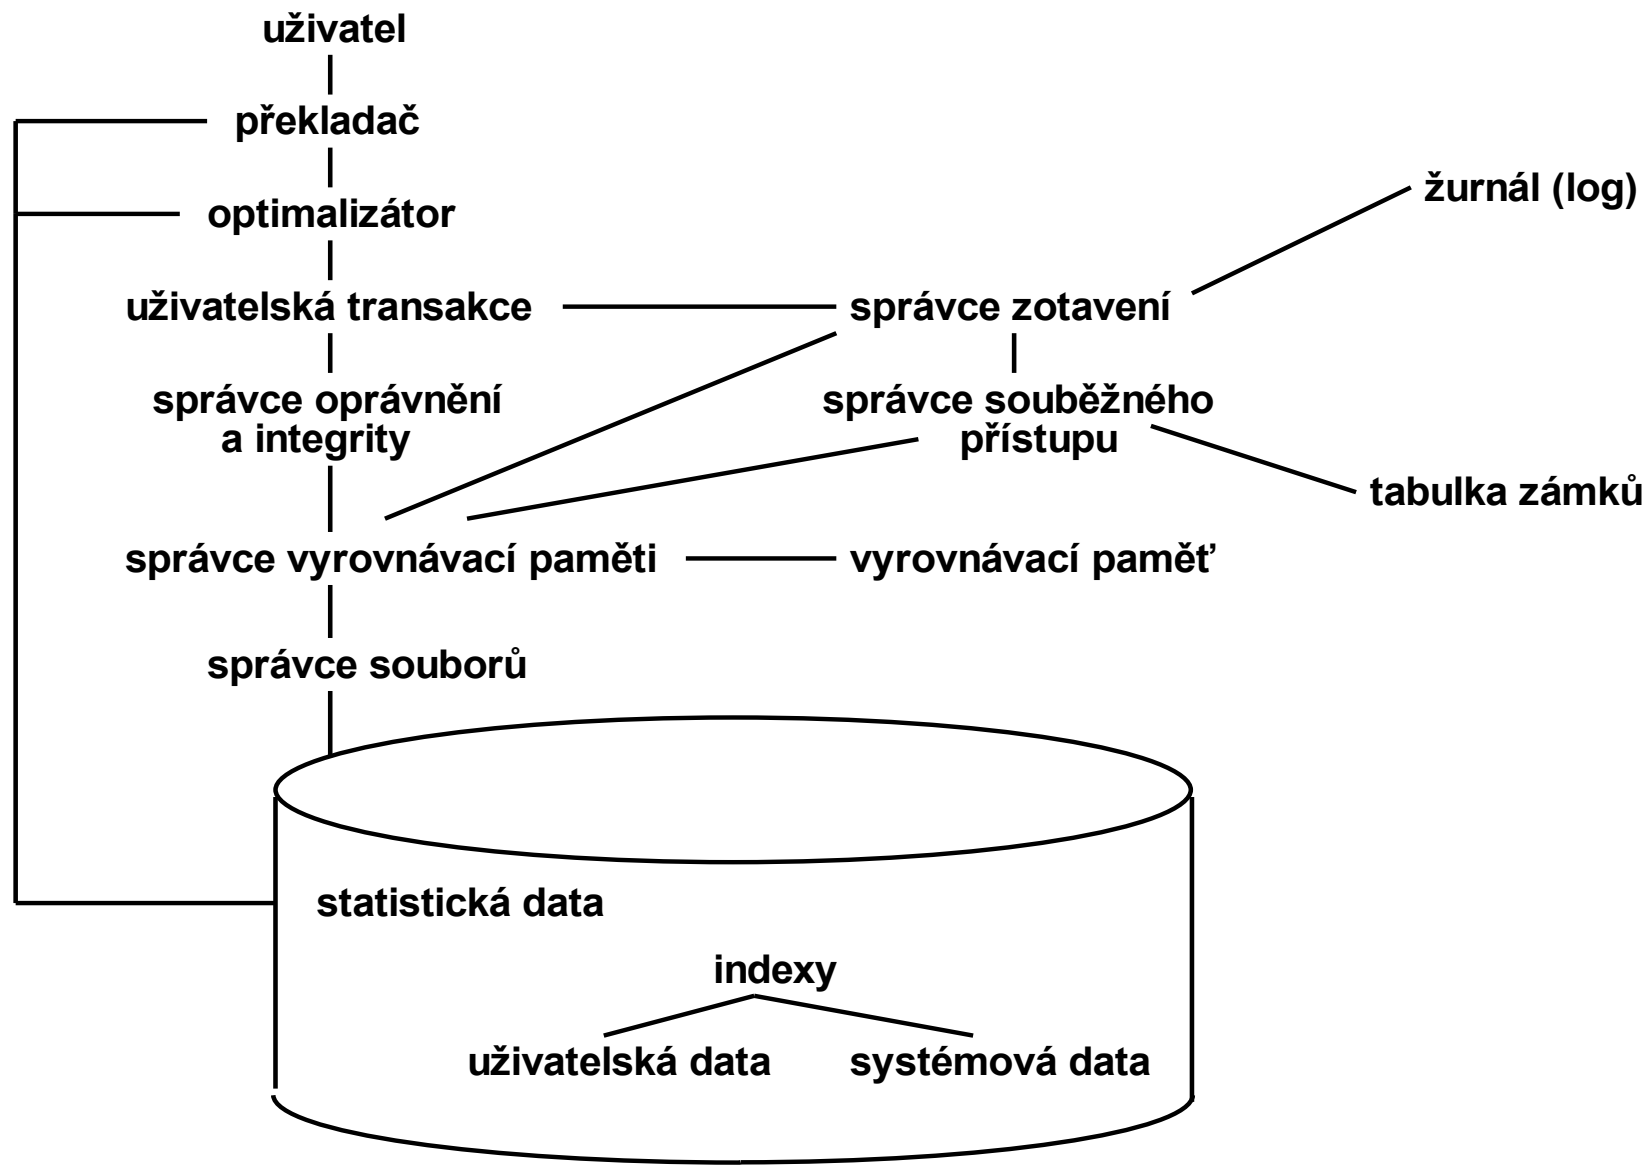 uživatel
překladač
žurnál (log)
optimalizátor
uživatelská transakce
správce zotavení
správce oprávnění
a integrity
správce souběžného
přístupu
tabulka zámků
správce vyrovnávací paměti
vyrovnávací paměť
správce souborů
statistická data
indexy
uživatelská data
systémová data